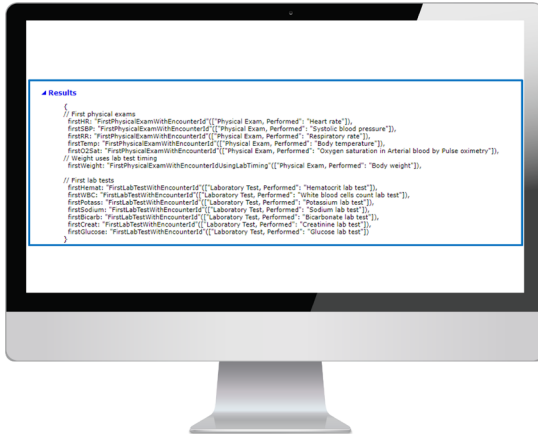 Results
{
// First physical exams
firstHR: "FirstPhysicalExamWithEncounterId"(["Physical Exam, Performed": "Heart rate"]),
firstSBP: "FirstPhysicalExamWithEncounterId"(["Physical Exam, Performed": "Systolic blood pressure"]),
firstRR: "FirstPhysicalExamWithEncounterId"(["Physical Exam, Performed": "Respiratory rate"]),
firstTemp: "FirstPhysicalExamWithEncounterId"(["Physical Exam, Performed": "Body temperature"]),
firstO2Sat: "FirstPhysicalExamWithEncounterId"(["Physical Exam, Performed": "Oxygen saturation in Arterial blood by Pulse oximetry"]),
// Weight uses lab test timing
firstWeight: "FirstPhysicalExamWithEncounterIdUsingLabTiming"(["Physical Exam, Performed": "Body weight"]),
// First lab tests
firstHemat: "FirstLabTestWithEncounterId"(["Laboratory Test, Performed": "Hematocrit lab test"]),
firstWBC: "FirstLabTestWithEncounterId"(["Laboratory Test, Performed": "White blood cells count lab test"]),
firstPotass: "FirstLabTestWithEncounterId"(["Laboratory Test, Performed": "Potassium lab test"]),
firstSodium: "FirstLabTestWithEncounterId"(["Laboratory Test, Performed": "Sodium lab test"]),
firstBicarb: "FirstLabTestWithEncounterId"(["Laboratory Test, Performed": "Bicarbonate lab test"]),
firstCreat: "FirstLabTestWithEncounterId"(["Laboratory Test, Performed": "Creatinine lab test"]),
firstGlucose: "FirstLabTestWithEncounterId"(["Laboratory Test, Performed": "Glucose lab test"])
}